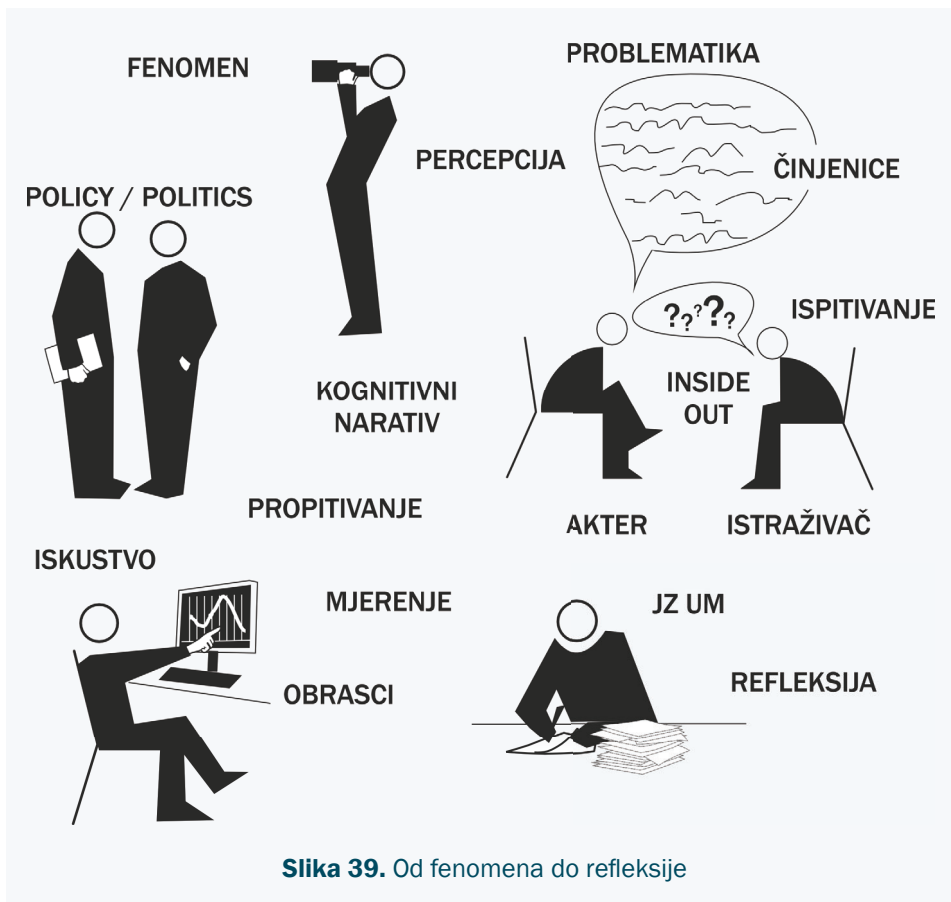 FENOMEN
PROBLEMATIKA
PERCEPCIJA
ČINJENICE
POLICY / POLITICS
???
??
ISPITIVANJE
INSIDE
OUT
KOGNITIVNI
NARATIV
PROPITIVANJE
AKTER
ISTRAŽIVAČ
ISKUSTVO
MJERENJE
JZ UM
OBRASCI
REFLEKSIJA
Slika 39. Od fenomena do refleksije